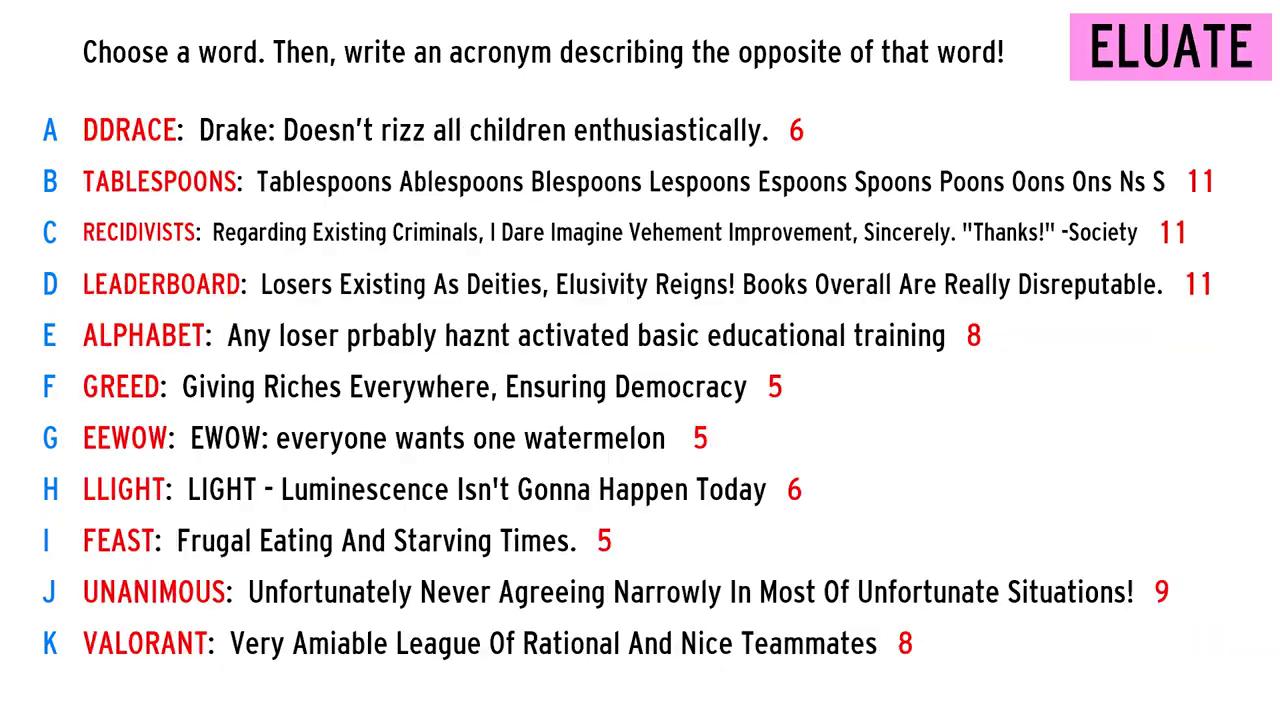 Choose a word. Then, write an acronym describing the opposite of that word!
ELUATE
A DDRACE: Drake: Doesn't rizz all children enthusiastically. 6
B TABLESPOONS: Tablespoons Ablespoons Blespoons Lespoons Espoons Spoons Poons Oons Ons Ns S 11
C RECIDIVISTS: Regarding Existing Criminals, I Dare Imagine Vehement Improvement, Sincerely. "Thanks!" -Society 11
D LEADERBOARD: Losers Existing As Deities, Elusivity Reigns! Books Overall Are Really Disreputable. 11
E ALPHABET: Any loser prbably haznt activated basic educational training 8
F GREED: Giving Riches Everywhere, Ensuring Democracy 5
G EEWOW: EWOW: everyone wants one watermelon 5
H LLIGHT: LIGHT - Luminescence Isn't Gonna Happen Today 6
I FEAST: Frugal Eating And Starving Times. 5
J UNANIMOUS: Unfortunately Never Agreeing Narrowly In Most Of Unfortunate Situations! 9
K VALORANT: Very Amiable League Of Rational And Nice Teammates 8